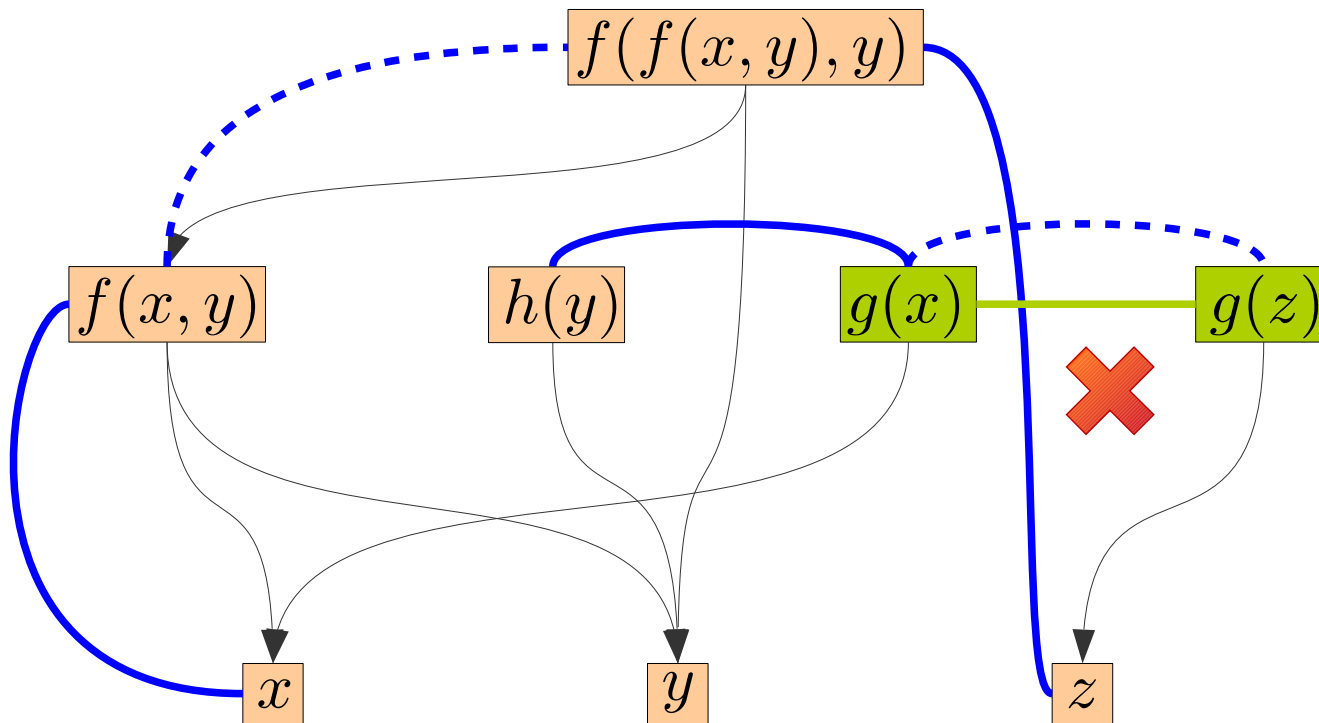 f(f(x, y), y)
f(x, y)
h(y)
g(x)
g(z)
x
y
z